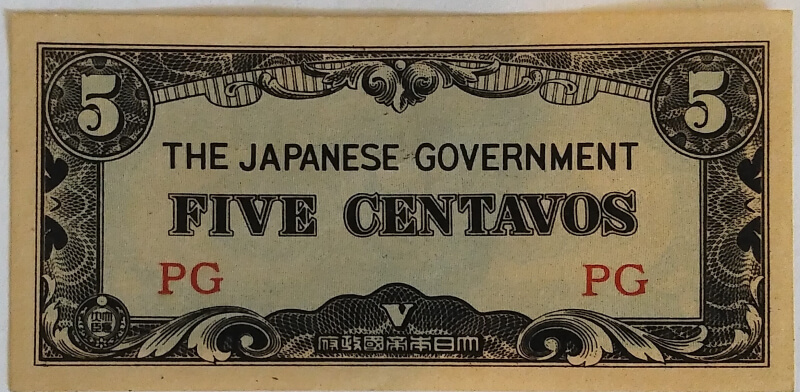 5 5
THE JAPANESE GOVERNMENT
FIVE CENTAVOS
PG PG
V
大日本帝國政府